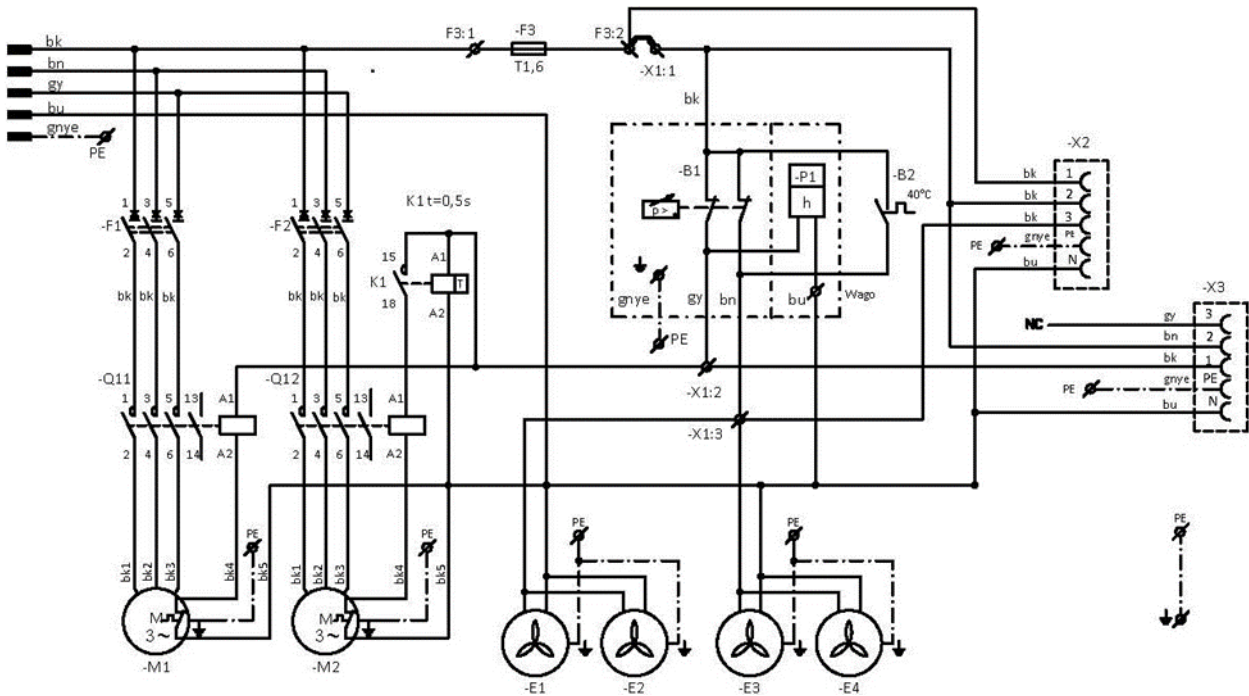 bk
bn
gy
bu
gnye
PE
F3:1
-F3
T1,6
F3:2
-X1:1
bk
-B1
p >
-P1
h
-B2
40°C
gnye
PE
gy
bn
bu
Wago
-X1:2
-X1:3
-X2
bk 1
bk 2
bk 3
PE gnye PE
bu N
-X3
NC gy 3
bn 2
bk 1
PE gnye PE
bu N
1 3 5
-F1
2 4 6
bk bk bk
1 3 5
-F2
2 4 6
bk bk bk
K1t=0,5s
15 A1
K1 T
18 A2
-Q11
1 3 5 13 A1
2 4 6 14 A2
-Q12
1 3 5 13 A1
2 4 6 14 A2
PE
bk1 bk2 bk3 bk4 bk5
M
3~
-M1
PE
bk1 bk2 bk3 bk4 bk5
M
3~
-M2
PE
-E1
-E2
PE
-E3
-E4
PE